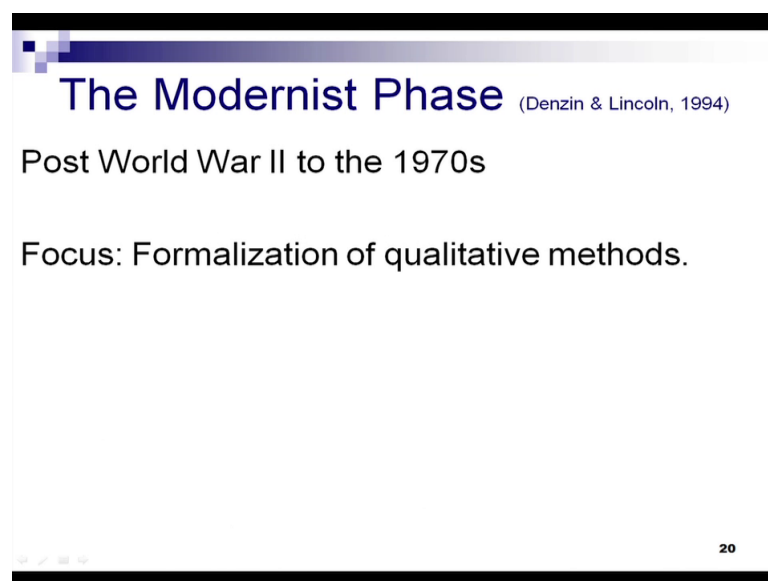 The Modernist Phase (Denzin & Lincoln, 1994)
Post World War II to the 1970s
Focus: Formalization of qualitative methods.
20